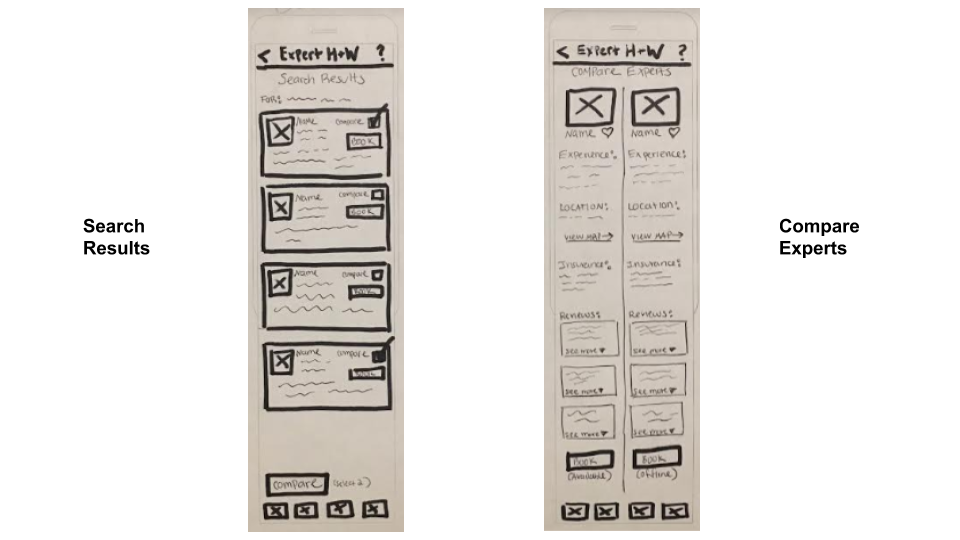 Search
Results
< Expert H+W ?
Search Results
For:
Name compare
Book
Name compare
Book
Name compare
Book
Name compare
Book
compare (select 2)
< Expert H+W ?
Compare Experts
Name ♡ Name ♡
Experience: Experience:
Location: Location:
View Map→ View Map→
Insurance: Insurance:
Reviews: Reviews:
See more ▼ See more ▼
See more ▼ See more ▼
See more ▼ See more ▼
Book Book
(available) (offline)
Compare
Experts